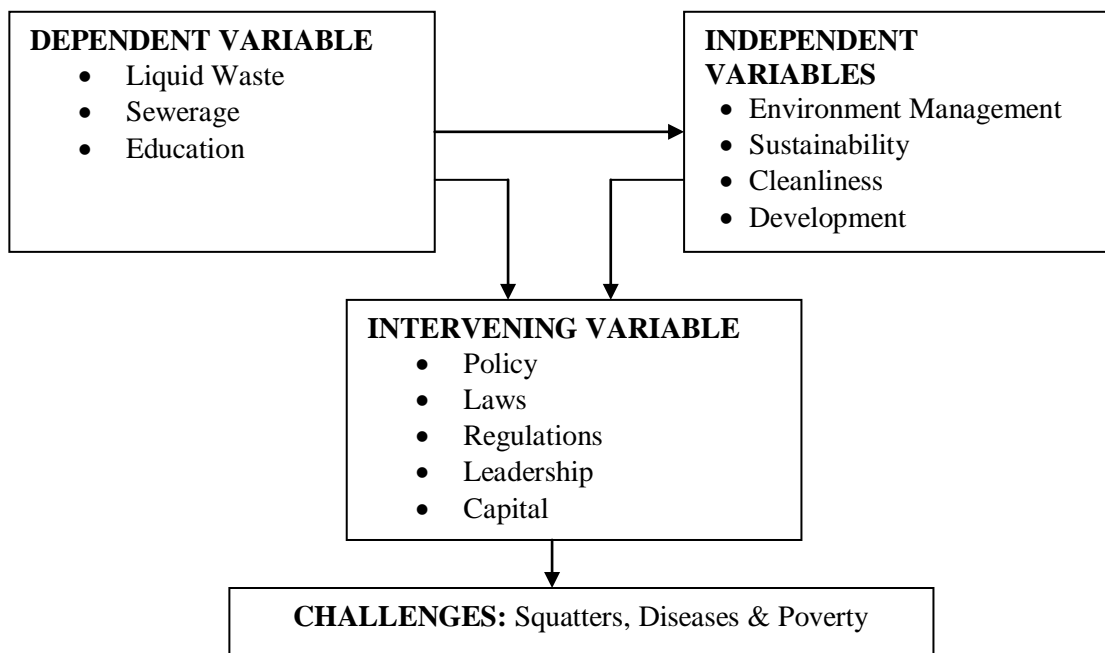 DEPENDENT VARIABLE
• Liquid Waste
• Sewerage
• Education
INDEPENDENT
VARIABLES
• Environment Management
• Sustainability
• Cleanliness
• Development
INTERVENING VARIABLE
• Policy
• Laws
• Regulations
• Leadership
• Capital
CHALLENGES: Squatters, Diseases & Poverty